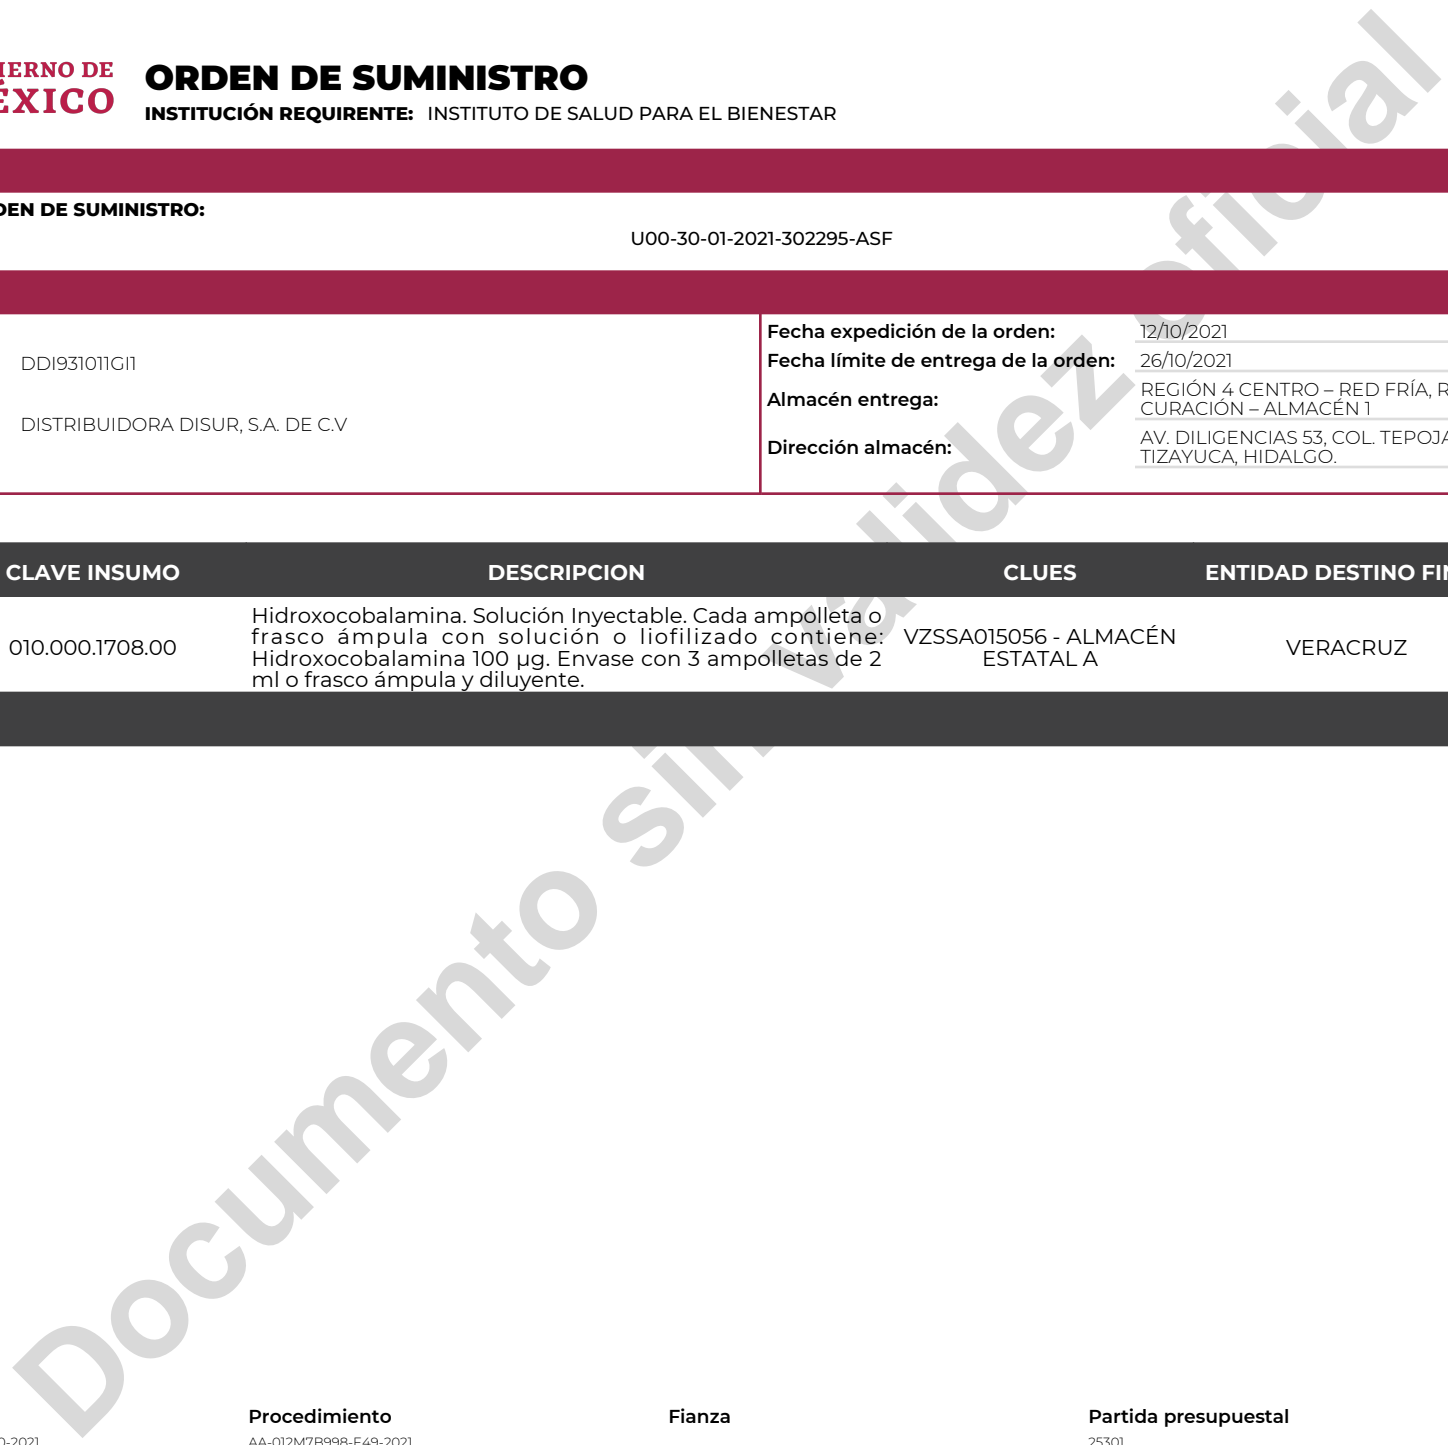 ORDEN DE SUMINISTRO
INSTITUCIÓN REQUIRENTE: INSTITUTO DE SALUD PARA EL BIENESTAR
DE
DE SUMINISTRO:
U00-30-01-2021-302295-ASF
DDI931011GI1
DISTRIBUIDORA DISUR, S.A. DE C.V
Fecha expedición de la orden: 12/10/2021
Fecha límite de entrega de la orden: 26/10/2021
Almacén entrega: REGIÓN 4 CENTRO – RED FRÍA,
CURACIÓN – ALMACÉN 1
Dirección almacén: AV. DILIGENCIAS 53, COL.
TIZAYUCA, HIDALGO.
CLAVE INSUMO DESCRIPCION CLUES ENTIDAD DESTINO
010.000.1708.00
Hidroxocobalamina. Solución Inyectable. Cada ampolleta o
frasco ámpula con solución o liofilizado contiene:
Hidroxocobalamina 100 µg. Envase con 3 ampolletas de 2
ml o frasco ámpula y diluyente.
VZSSA015056 - ALMACÉN
ESTATAL A
VERACRUZ
Documento sin validez oficial
Procedimiento Fianza Partida presupuestal
AA-012M7B998-E49-2021 25301